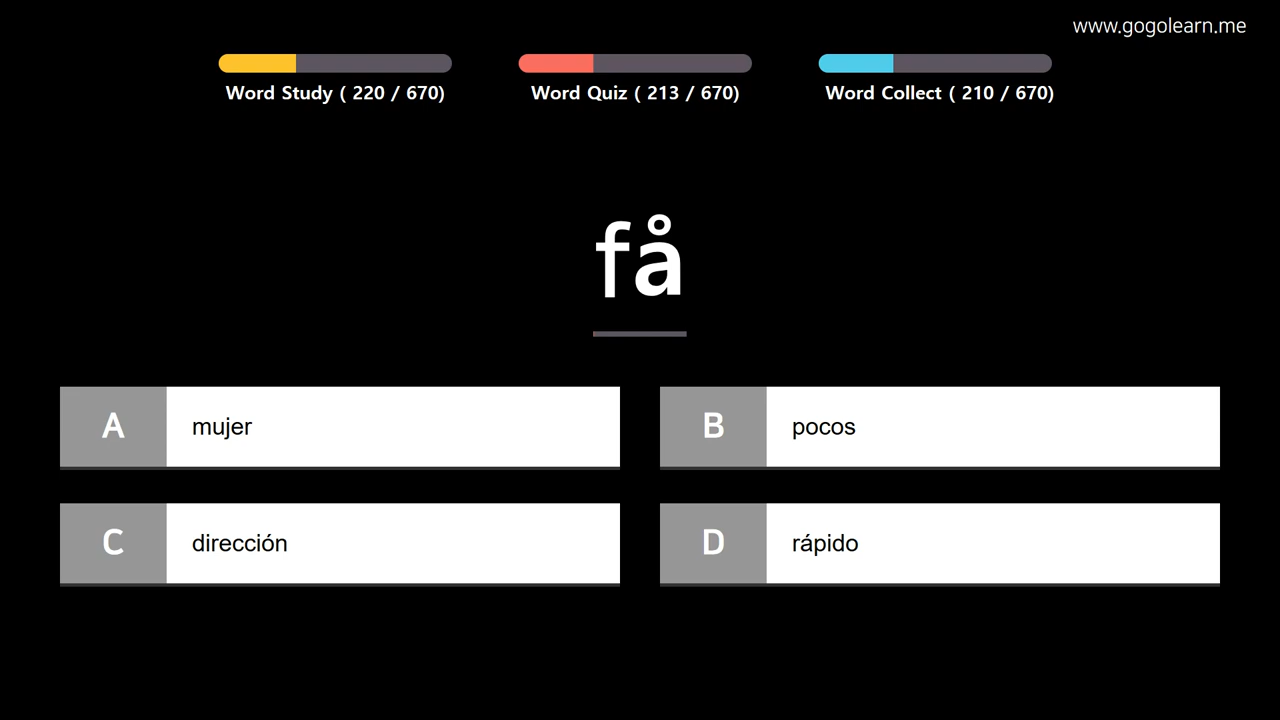 www.gogolearn.me
Word Study ( 220 / 670)
Word Quiz ( 213 / 670)
Word Collect ( 210 / 670)
få
A mujer
B pocos
C dirección
D rápido